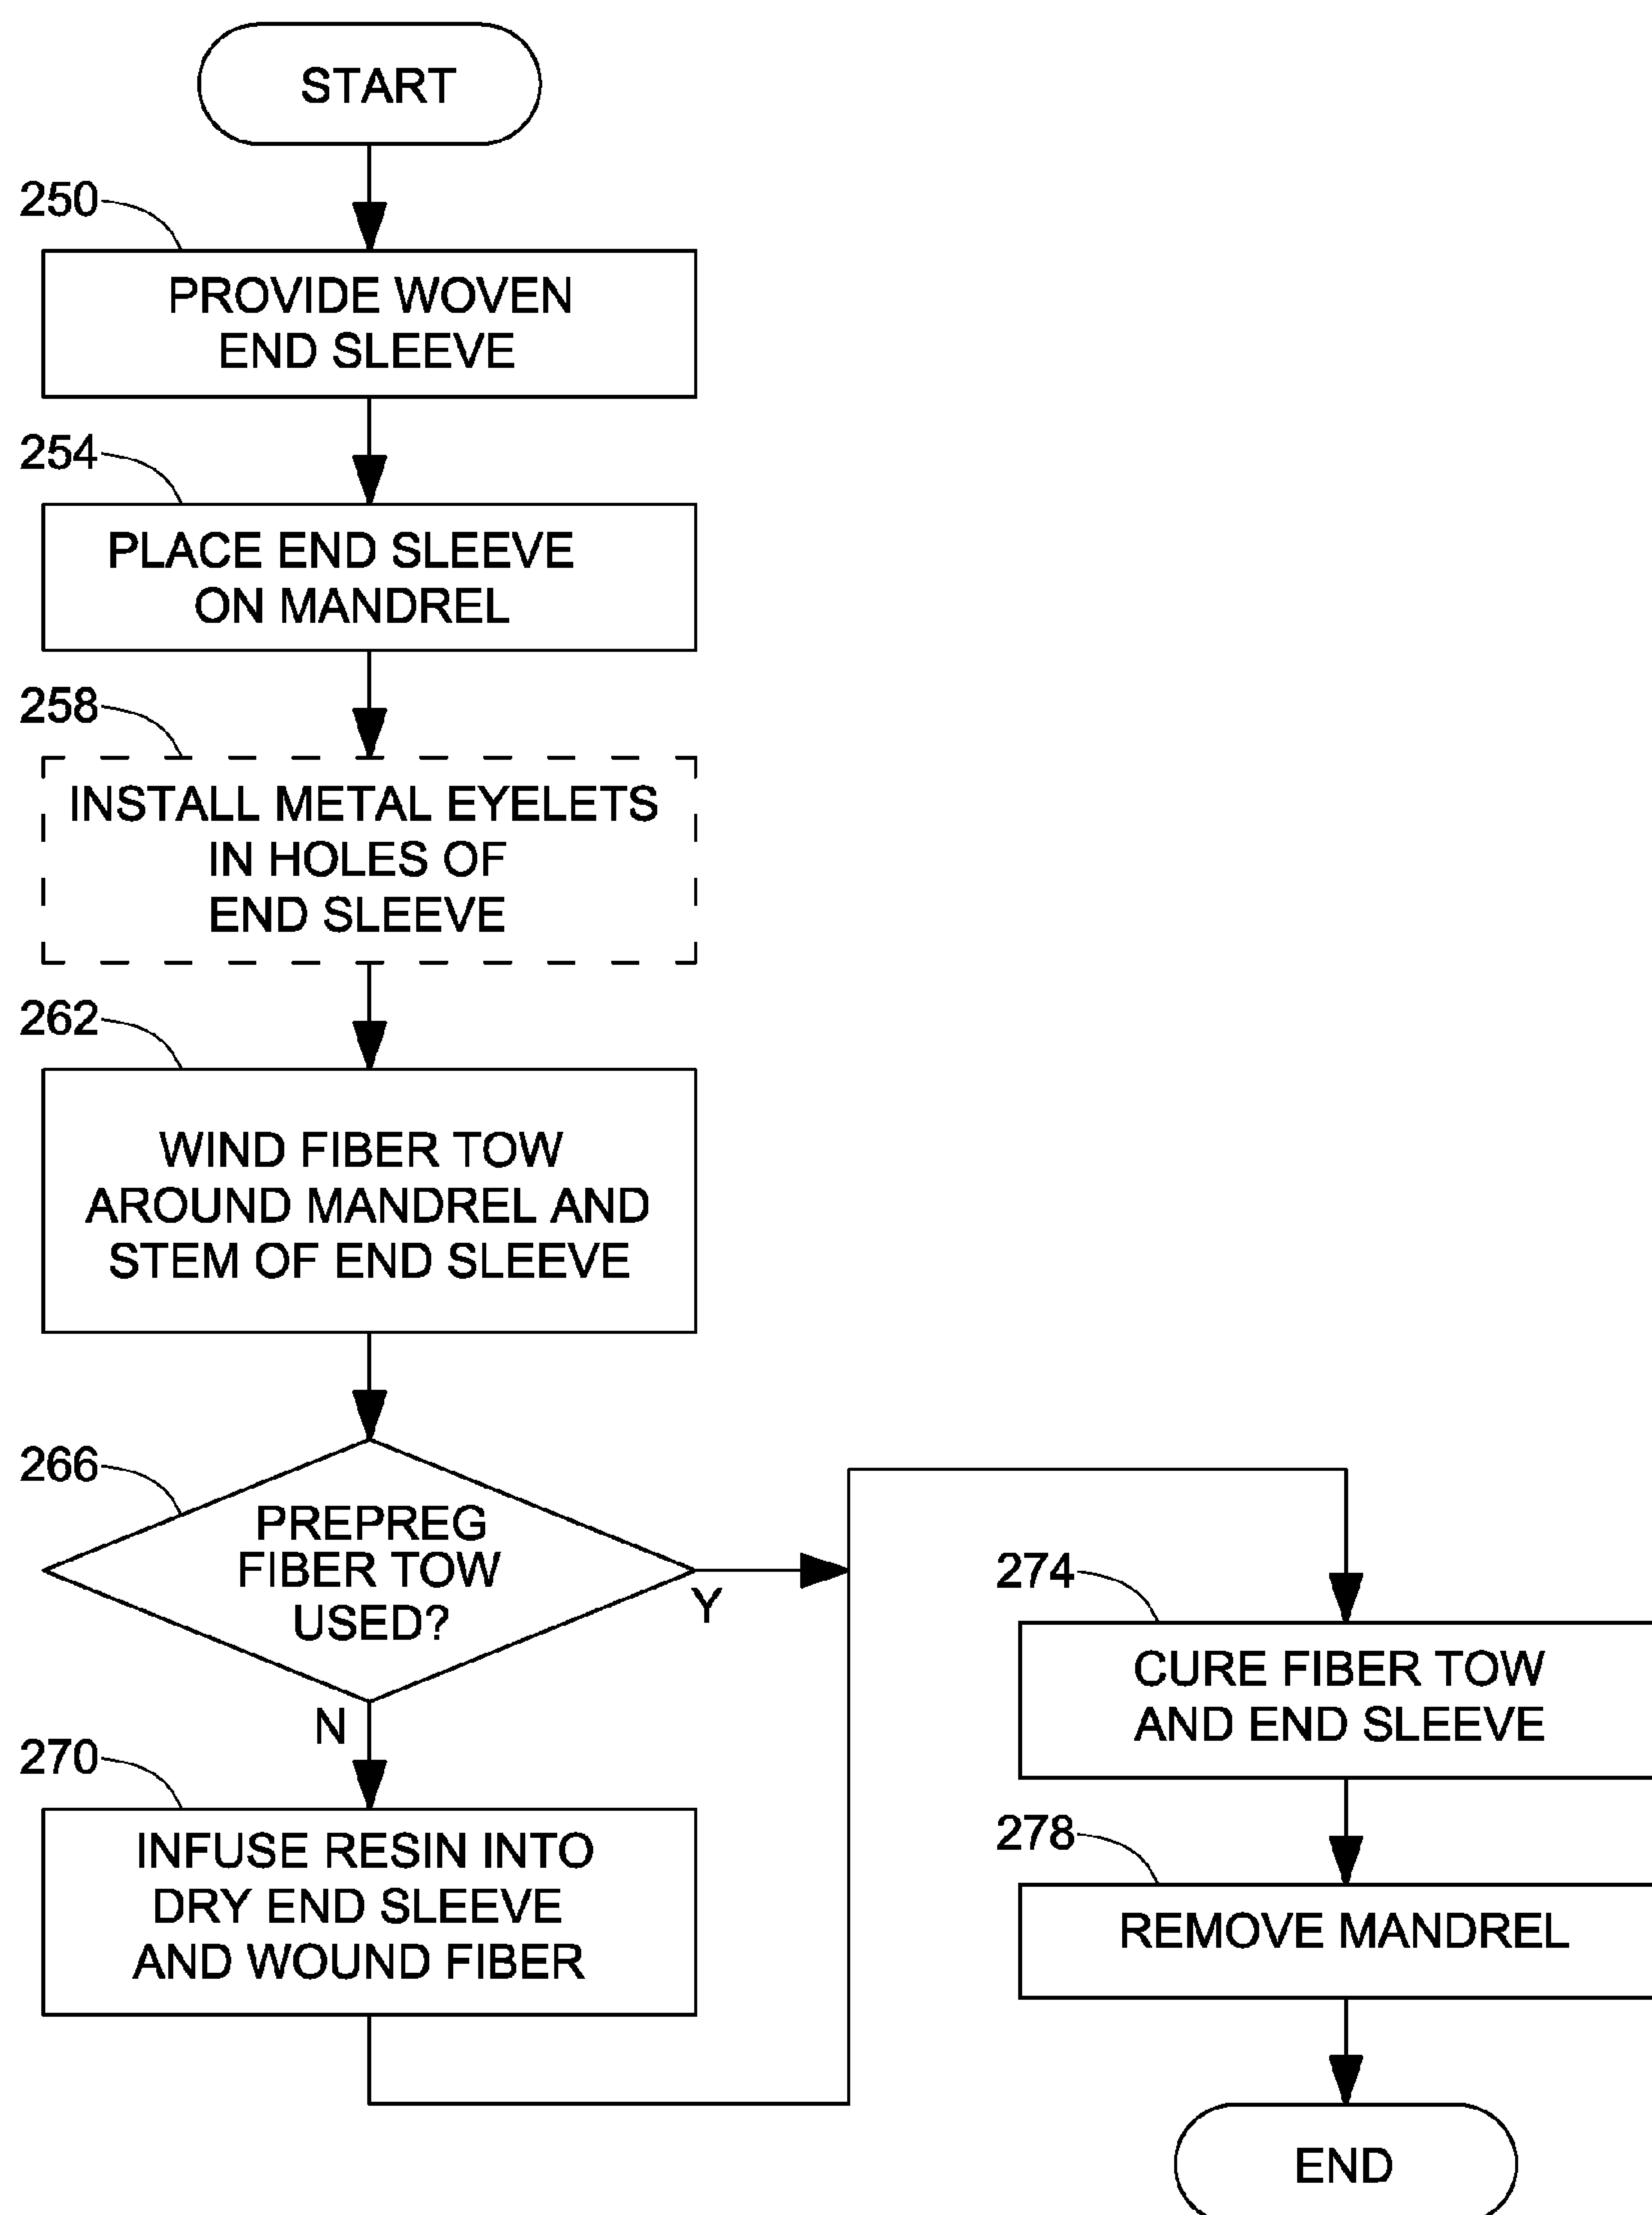 START
250
PROVIDE WOVEN
END SLEEVE
254
PLACE END SLEEVE
ON MANDREL
258
INSTALL METAL EYELETS
IN HOLES OF
END SLEEVE
262
WIND FIBER TOW
AROUND MANDREL AND
STEM OF END SLEEVE
266
PREPREG
FIBER TOW
USED?
Y
N
270
INFUSE RESIN INTO
DRY END SLEEVE
AND WOUND FIBER
274
CURE FIBER TOW
AND END SLEEVE
278
REMOVE MANDREL
END